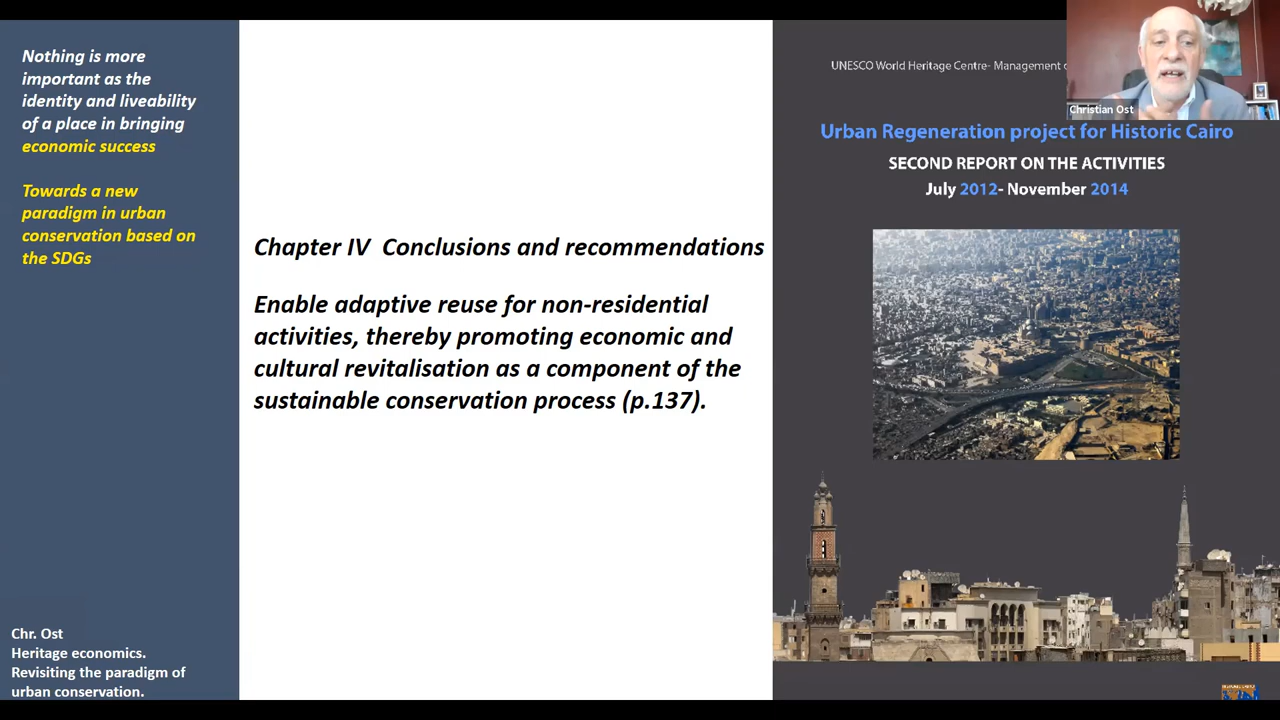 Nothing is more
important as the
identity and liveability
of a place in bringing
economic success
Towards a new
paradigm in urban
conservation based on
the SDGs
Chr. Ost
Heritage economics.
Revisiting the paradigm of
urban conservation.
Chapter IV Conclusions and recommendations
Enable adaptive reuse for non-residential
activities, thereby promoting economic and
cultural revitalisation as a component of the
sustainable conservation process (p.137).
UNESCO World Heritage Centre- Management
Christian Ost
Urban Regeneration project for Historic Cairo
SECOND REPORT ON THE ACTIVITIES
July 2012- November 2014